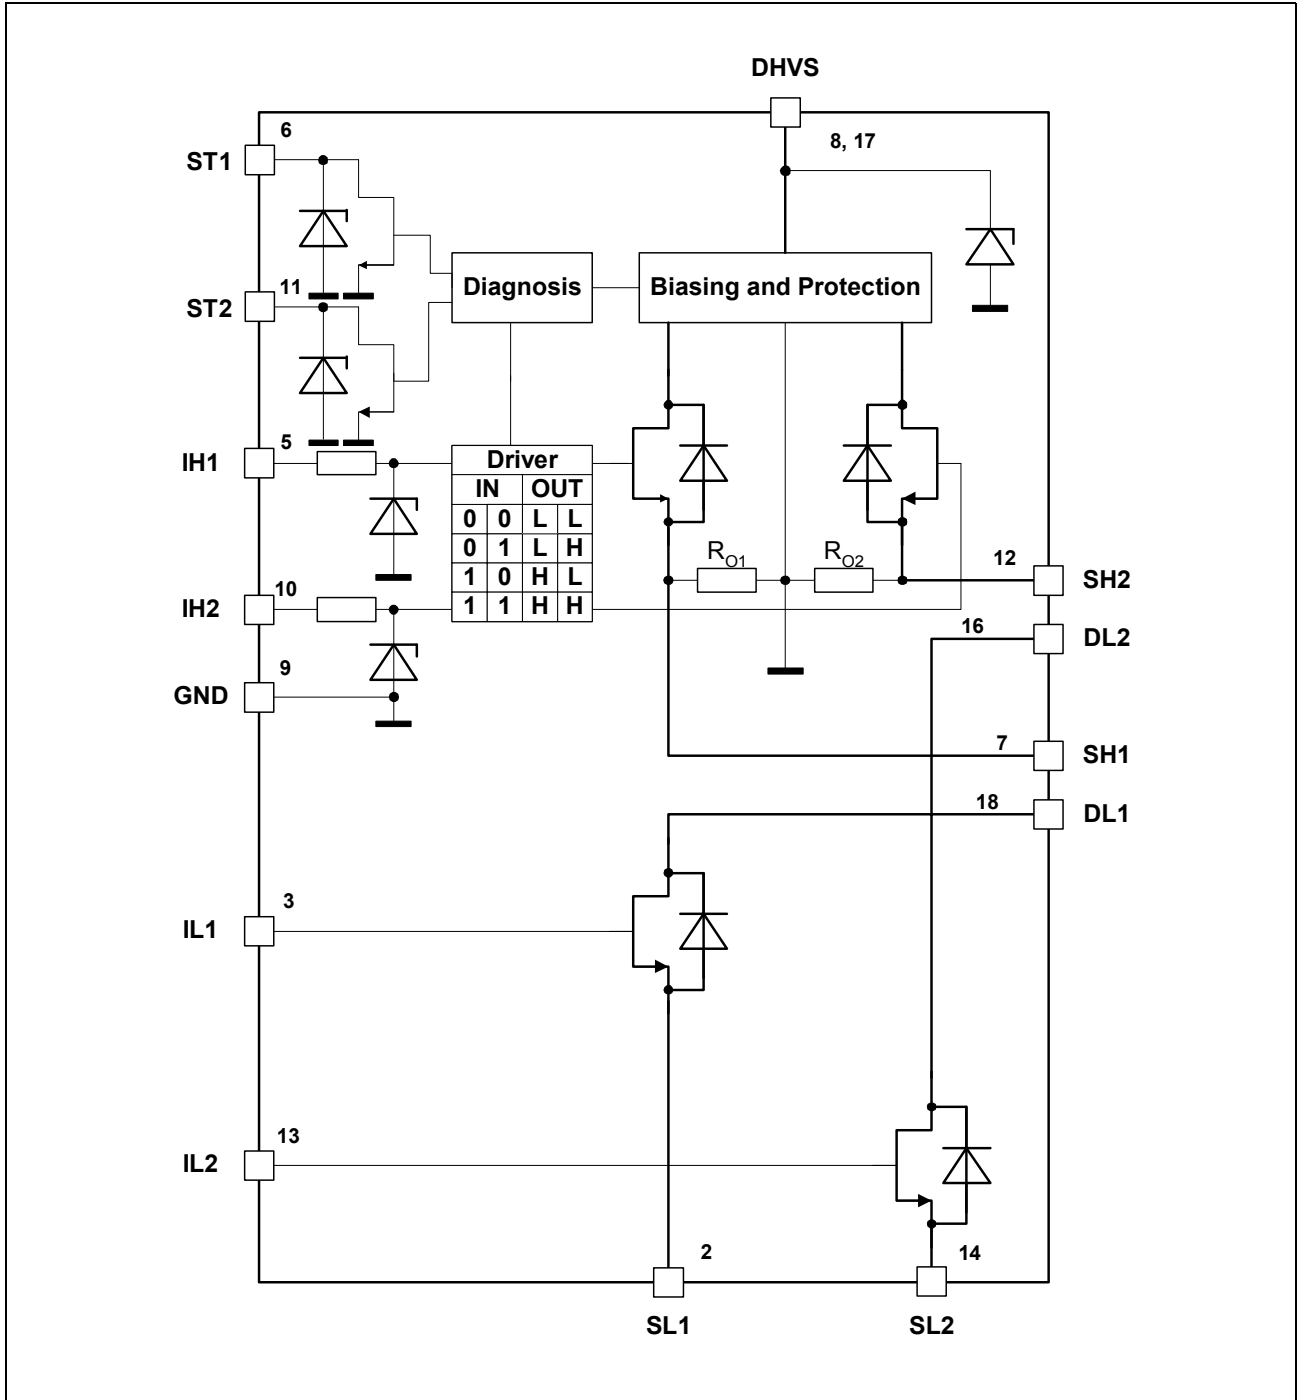 DHVS
8, 17
6
ST1
11
ST2
Diagnosis
Biasing and Protection
5
IH1
Driver
IN OUT
0 0 L L
0 1 L H
1 0 H L
1 1 H H
RO1
RO2
12
SH2
10
IH2
16
DL2
9
GND
7
SH1
18
DL1
3
IL1
13
IL2
2
14
SL1
SL2